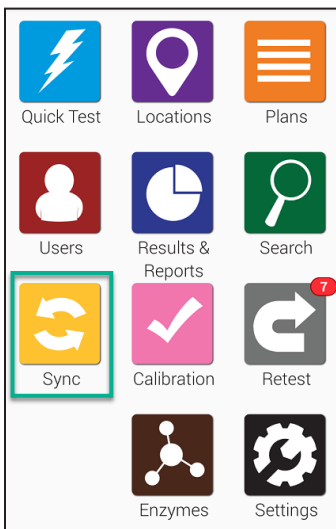 Quick Test
Locations
Plans
Users
Results &
Reports
Search
7
Sync
Calibration
Retest
Enzymes
Settings